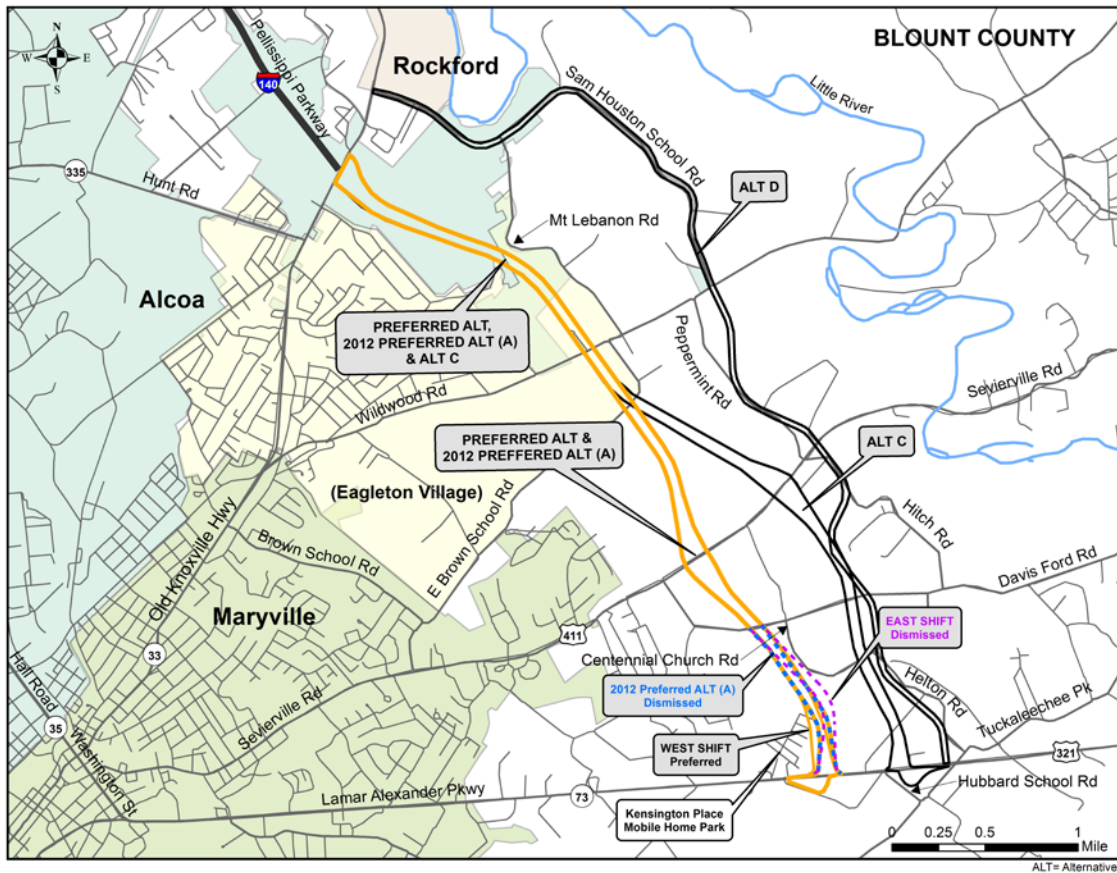 BLOUNT COUNTY
N
W
E
S
Pellissippi Parkway
140
Rockford
Sam Houston School Rd
Little River
335
Hunt Rd
ALT D
Mt Lebanon Rd
Alcoa
PREFERRED ALT,
2012 PREFERRED ALT (A)
& ALT C
Peppermint Rd
Sevierville Rd
Wildwood Rd
PREFERRED ALT &
2012 PREFFERED ALT (A)
ALT C
(Eagleton Village)
Old Knoxville Hwy
Brown School Rd
E Brown School Rd
Hitch Rd
Davis Ford Rd
Maryville
411
EAST SHIFT
Dismissed
33
Centennial Church Rd
Helton Rd
Hall Road
2012 Preferred ALT (A)
Dismissed
Tuckaleechee Pk
Sevierville Rd
35
Washington St
WEST SHIFT
Preferred
321
Lamar Alexander Pkwy
73
Hubbard School Rd
Kensington Place
Mobile Home Park
0 0.25 0.5 1
Mile
ALT= Alternative